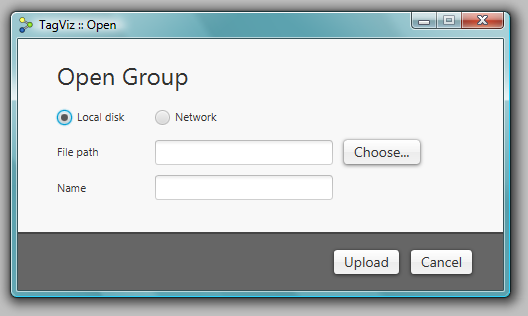 TagViz :: Open
Open Group
Local disk Network
File path Choose...
Name
Upload Cancel